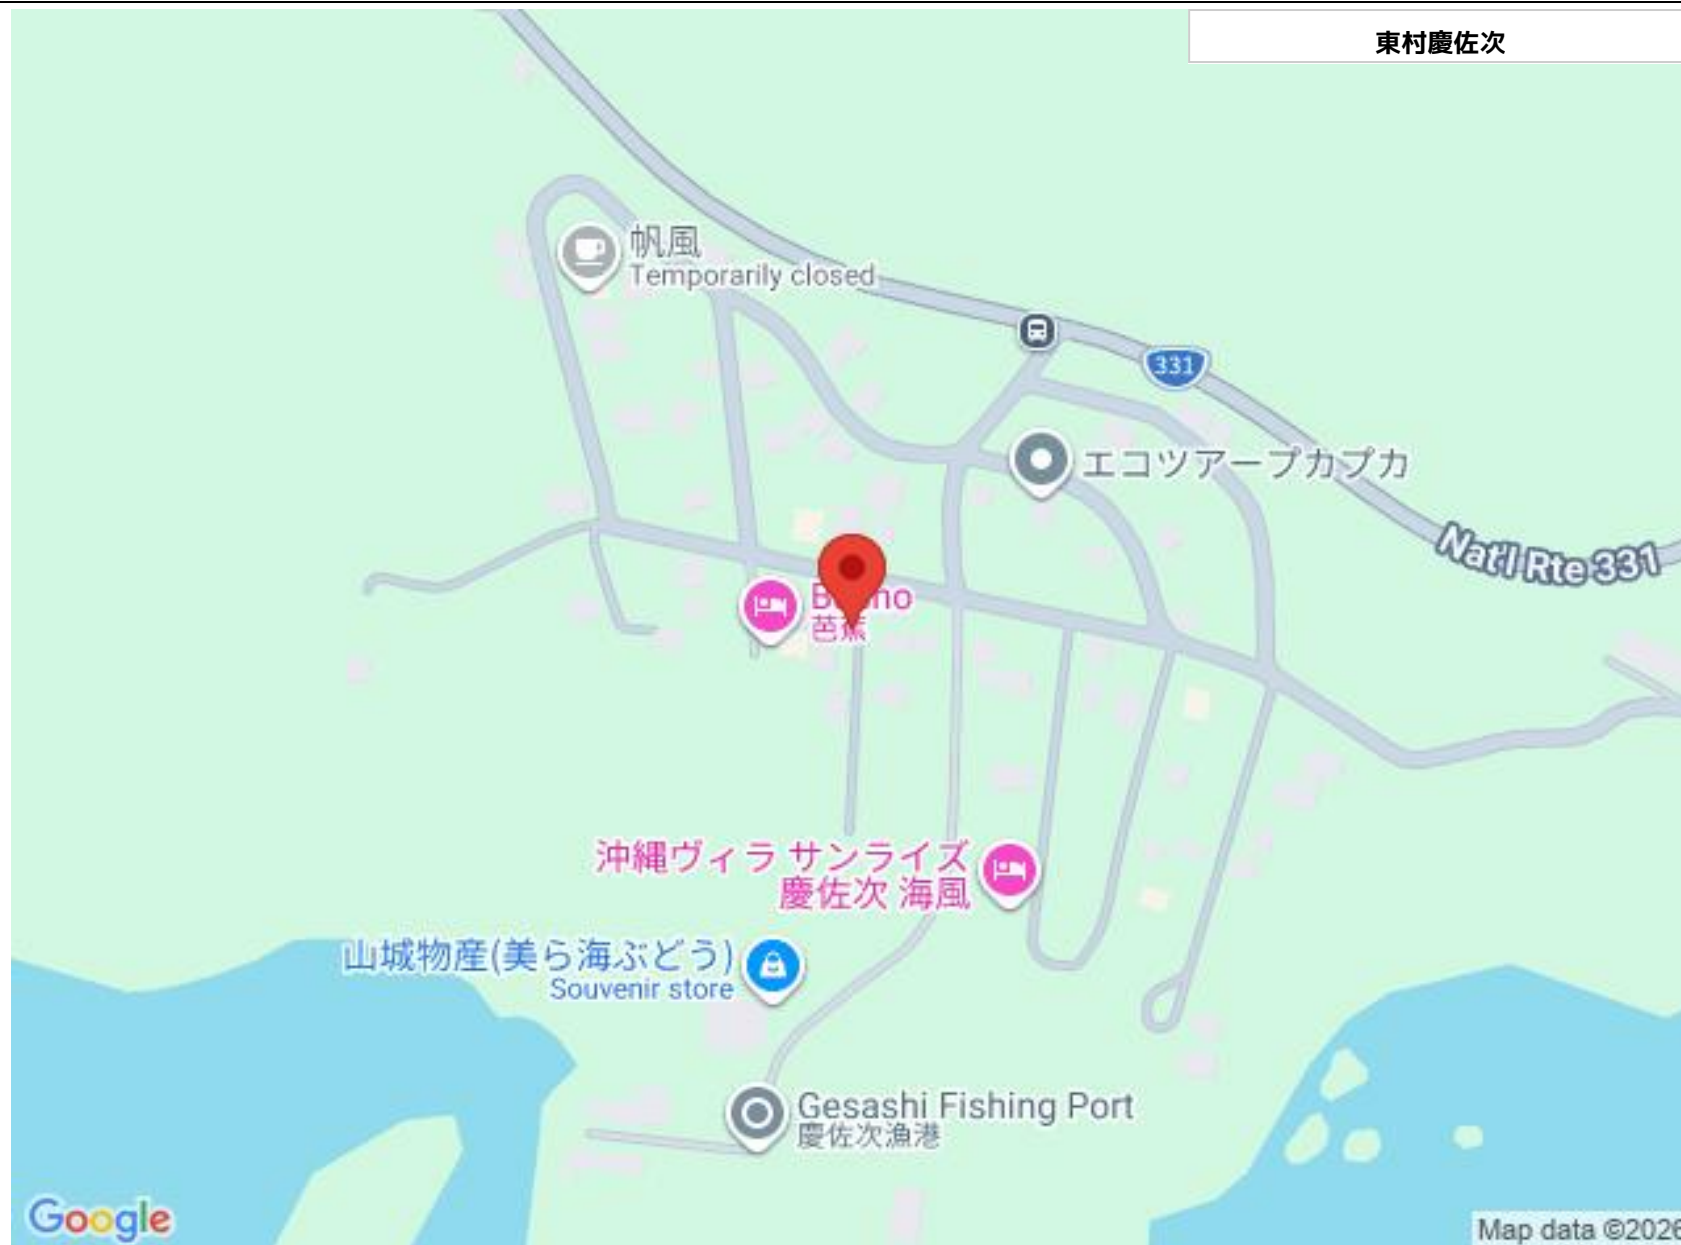 東村慶佐次
帆風
Temporarily closed
331
エコツアープカプカ
Nat'l Rte 331
芭蕉
沖縄ヴィラ サンライズ
慶佐次 海風
山城物産(美ら海ぶどう)
Souvenir store
Gesashi Fishing Port
慶佐次漁港
Google
Map data ©2026